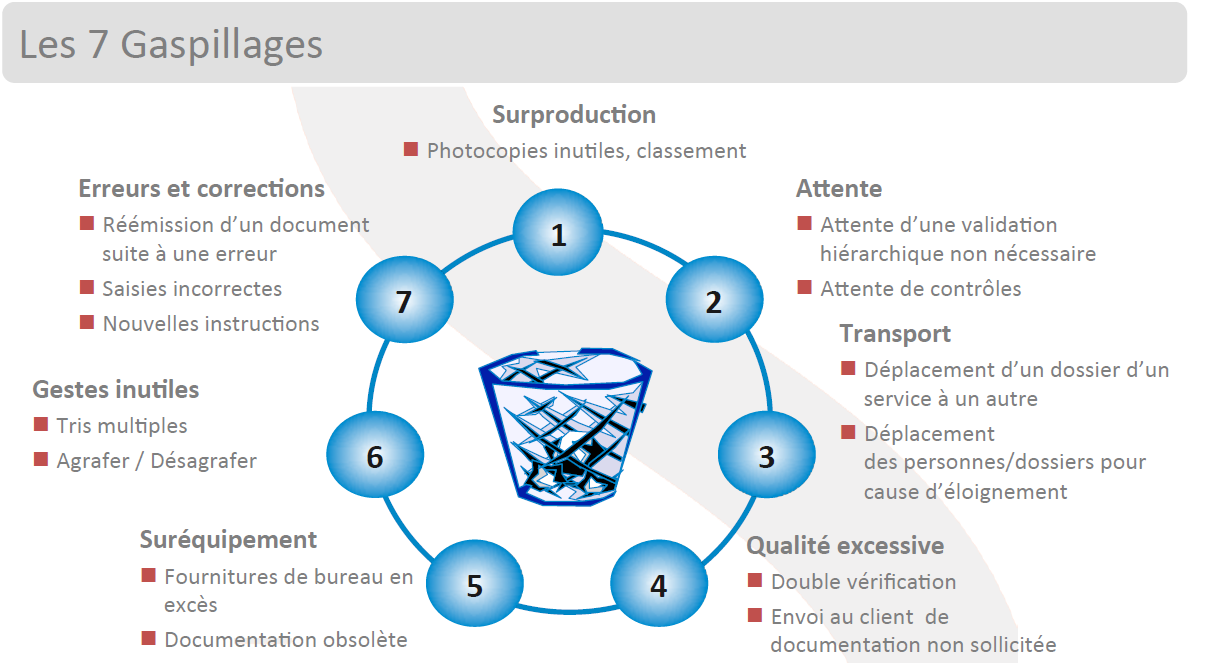 Les 7 Gaspillages
Surproduction
Photocopies inutiles, classement
1
Attente
Attente d’une validation
hiérarchique non nécessaire
Attente de contrôles
2
Transport
Déplacement d’un dossier d’un
service à un autre
Déplacement
des personnes/dossiers pour
cause d’éloignement
3
Qualité excessive
Double vérification
Envoi au client de
documentation non sollicitée
4
Suréquipement
Fournitures de bureau en
excès
Documentation obsolète
5
Gestes inutiles
Tris multiples
Agrafer / Désagrafer
6
Erreurs et corrections
Réémission d’un document
suite à une erreur
Saisies incorrectes
Nouvelles instructions
7